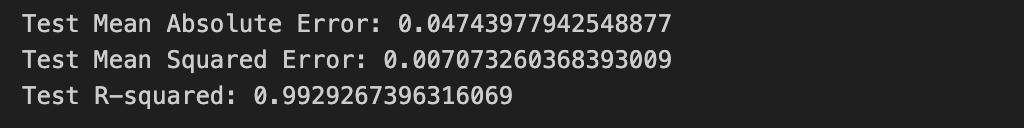 Test Mean Absolute Error: 0.04743977942548877
Test Mean Squared Error: 0.007073260368393009
Test R-squared: 0.9929267396316069